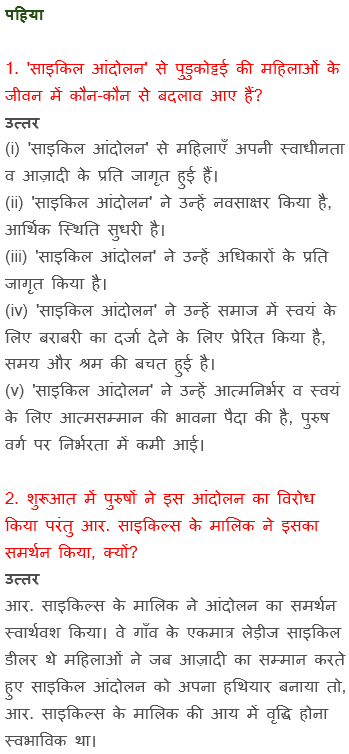 पहिया
1. 'साइकिल आंदोलन' से पुडुकोट्टई की महिलाओं के
जीवन में कौन-कौन से बदलाव आए हैं?
उत्तर
(i) 'साइकिल आंदोलन' से महिलाएँ अपनी स्वाधीनता
व आज़ादी के प्रति जागृत हुई हैं।
(ii) 'साइकिल आंदोलन' ने उन्हें नवसाक्षर किया है,
आर्थिक स्थिति सुधरी है।
(iii) 'साइकिल आंदोलन' ने उन्हें अधिकारों के प्रति
जागृत किया है।
(iv) 'साइकिल आंदोलन' ने उन्हें समाज में स्वयं के
लिए बराबरी का दर्जा देने के लिए प्रेरित किया है,
समय और श्रम की बचत हुई है।
(v) 'साइकिल आंदोलन' ने उन्हें आत्मनिर्भर व स्वयं
के लिए आत्मसम्मान की भावना पैदा की है, पुरुष
वर्ग पर निर्भरता में कमी आई।
2. शुरूआत में पुरुषों ने इस आंदोलन का विरोध
किया परंतु आर. साइकिल्स के मालिक ने इसका
समर्थन किया, क्यों?
उत्तर
आर. साइकिल्स के मालिक ने आंदोलन का समर्थन
स्वार्थवश किया। वे गाँव के एकमात्र लेड़ीज साइकिल
डीलर थे महिलाओं ने जब आज़ादी का सम्मान करते
हुए साइकिल आंदोलन को अपना हथियार बनाया तो,
आर. साइकिल्स के मालिक की आय में वृद्धि होना
स्वभाविक था।